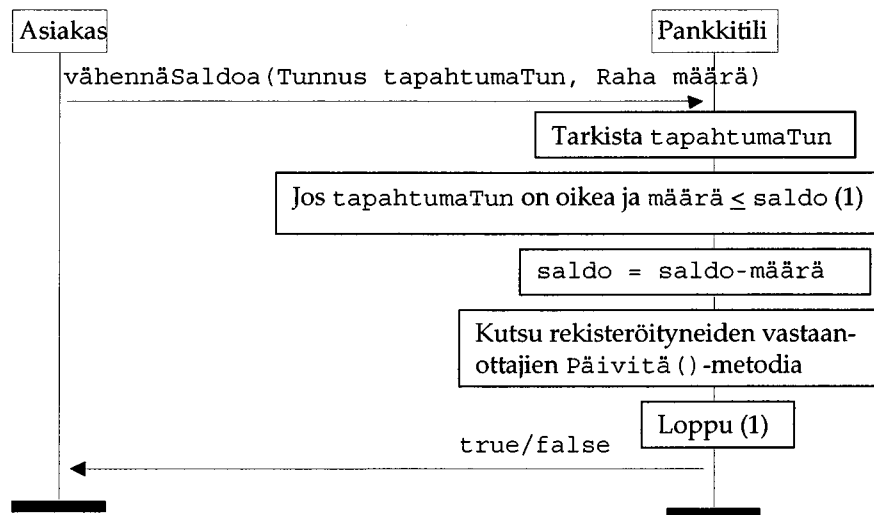 Asiakas
Pankkitili
vähennäSaldoa(Tunnus tapahtumaTun, Raha määrä)
Tarkista tapahtumaTun
Jos tapahtumaTun on oikea ja määrä ≤ saldo (1)
saldo = saldo-määrä
Kutsu rekisteröityneiden vastaan-
ottajien Päivitä()-metodia
Loppu (1)
true/false